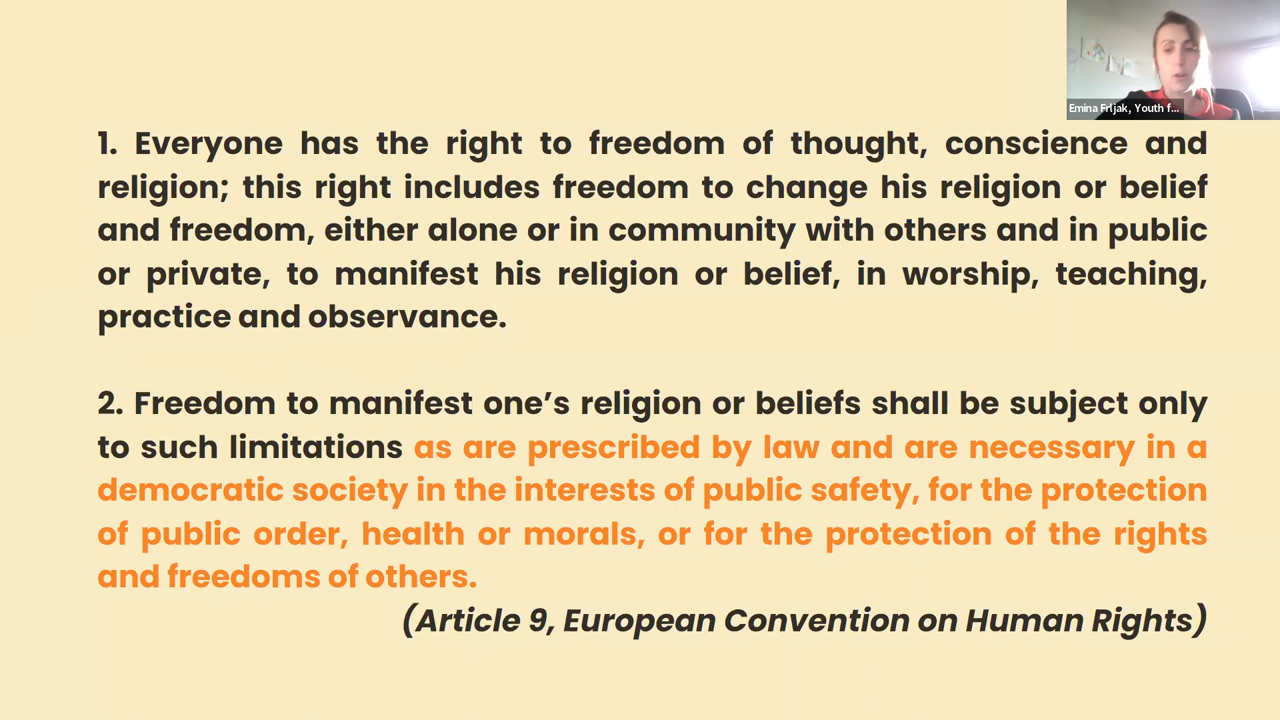 Emina Frljak, Youth f...
1. Everyone has the right to freedom of thought, conscience and
religion; this right includes freedom to change his religion or belief
and freedom, either alone or in community with others and in public
or private, to manifest his religion or belief, in worship, teaching,
practice and observance.
2. Freedom to manifest one’s religion or beliefs shall be subject only
to such limitations as are prescribed by law and are necessary in a
democratic society in the interests of public safety, for the protection
of public order, health or morals, or for the protection of the rights
and freedoms of others.
(Article 9, European Convention on Human Rights)